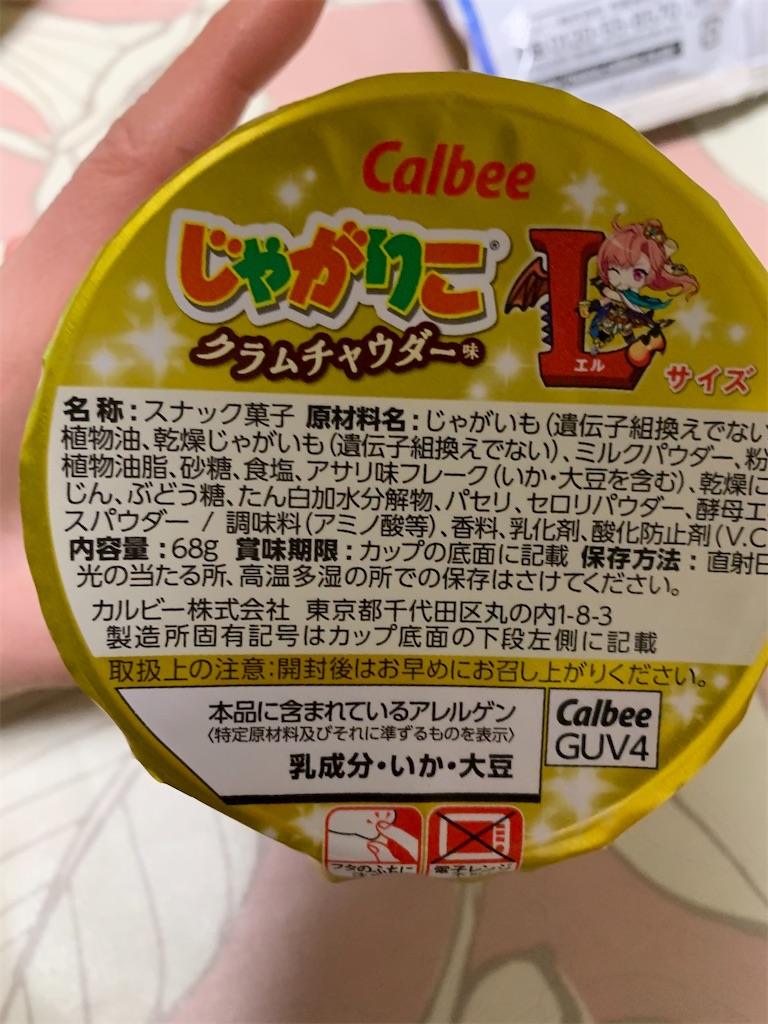 Calbee
じゃがりこ®
L
エル
サイズ
クラムチャウダー味
名称:スナック菓子 原材料名:じゃがいも(遺伝子組換えでない
植物油、乾燥じゃがいも(遺伝子組換えでない)、ミルクパウダー、粉
植物油脂、砂糖、食塩、アサリ味フレーク(いか・大豆を含む)、乾燥に
じん、ぶどう糖、たん白加水分解物、パセリ、セロリパウダー、酵母エ
スパウダー / 調味料(アミノ酸等)、香料、乳化剤、酸化防止剤(V.C
内容量:68g 賞味期限:カップの底面に記載 保存方法:直射日
光の当たる所、高温多湿の所での保存はさけてください。
カルビー株式会社 東京都千代田区丸の内1-8-3
製造所固有記号はカップ底面の下段左側に記載
取扱上の注意:開封後はお早めにお召し上がりください。
本品に含まれているアレルゲン
〈特定原材料及びそれに準ずるものを表示〉
乳成分・いか・大豆
Calbee
GUV4
フタのふちに
電子レンジ